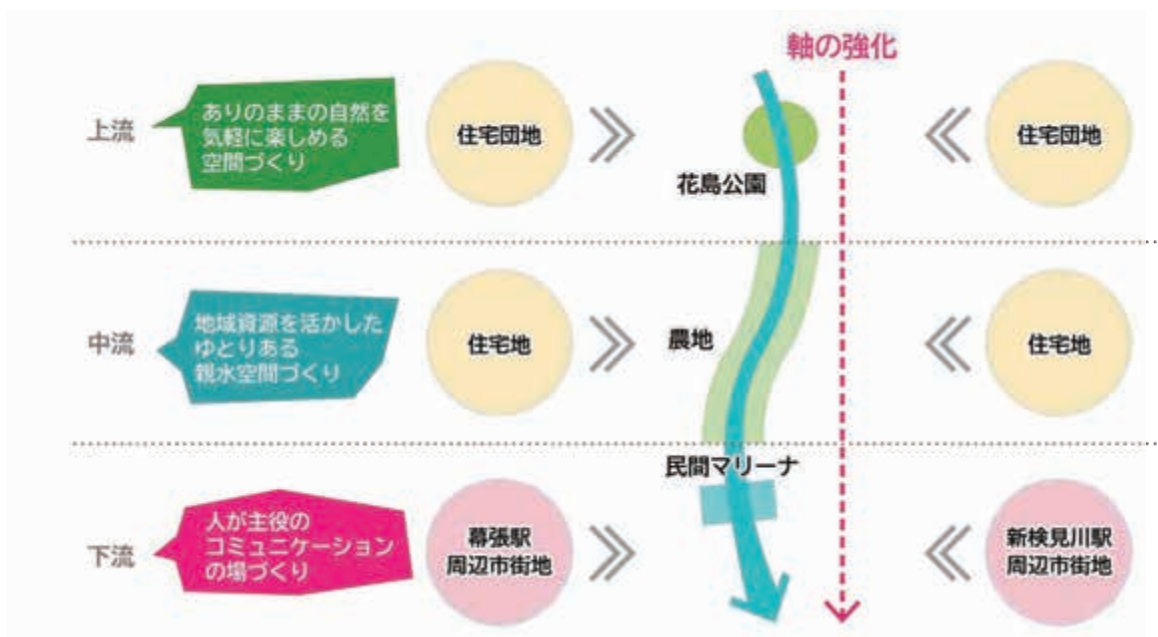 軸の強化
上流
ありのままの自然を
気軽に楽しめる
空間づくり
住宅団地
花島公園
住宅団地
中流
地域資源を活かした
ゆとりある
親水空間づくり
住宅地
農地
住宅地
下流
人が主役の
コミュニケーション
の場づくり
幕張駅
周辺市街地
民間マリーナ
新検見川駅
周辺市街地